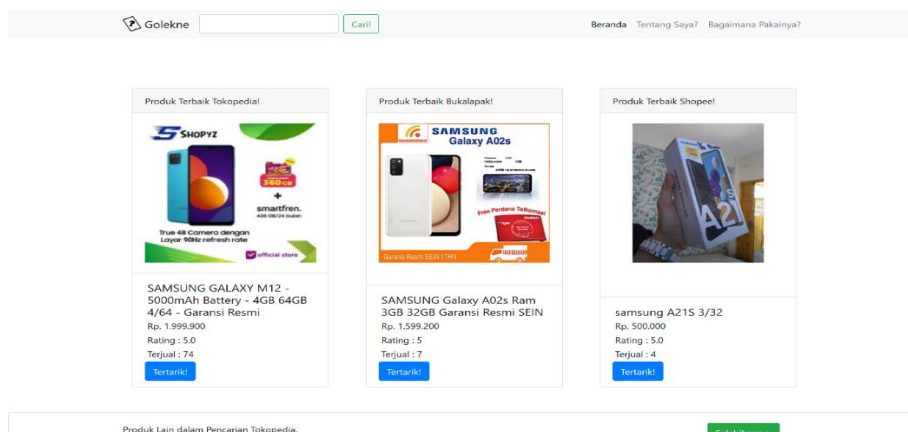 Golekne
Cari!
Beranda Tentang Saya? Bagaimana Pakainya?
Produk Terbaik Tokopedia!
SHOPYZ
360 GB
+
smartfren.
True 48 Camera dengan
Layar 90Hz refresh rate
official store
SAMSUNG GALAXY M12 -
5000mAh Battery - 4GB 64GB
4/64 - Garansi Resmi
Rp. 1.999.900
Rating : 5.0
Terjual : 74
Tertarik!
Produk Terbaik Bukalapak!
SAMSUNG
Galaxy A02s
Free Perdana Telkomsel
Garansi Resmi SEIN 1THN
SAMSUNG Galaxy A02s Ram
3GB 32GB Garansi Resmi SEIN
Rp. 1.599.200
Rating : 5
Terjual : 7
Tertarik!
Produk Terbaik Shopee!
A21s
samsung A21S 3/32
Rp. 500.000
Rating : 5.0
Terjual : 4
Tertarik!
Produk Lain dalam Pencarian Tokopedia.